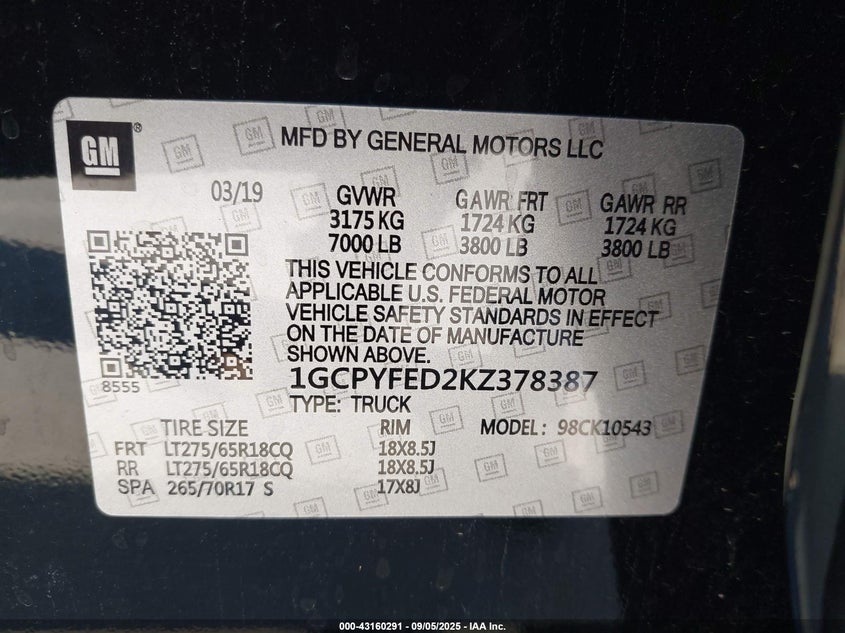 GM ®
MFD BY GENERAL MOTORS LLC
03/19 GVWR GAWR FRT GAWR RR
3175 KG 1724 KG 1724 KG
7000 LB 3800 LB 3800 LB
THIS VEHICLE CONFORMS TO ALL
APPLICABLE U.S. FEDERAL MOTOR
VEHICLE SAFETY STANDARDS IN EFFECT
ON THE DATE OF MANUFACTURE
SHOWN ABOVE.
8555
1GCPYFED2KZ378387
TYPE: TRUCK
TIRE SIZE RIM MODEL: 98CK10543
FRT LT275/65R18CQ 18X8.5J
RR LT275/65R18CQ 18X8.5J
SPA 265/70R17 S 17X8J
000-43160291 - 09/05/2025 - IAA Inc.